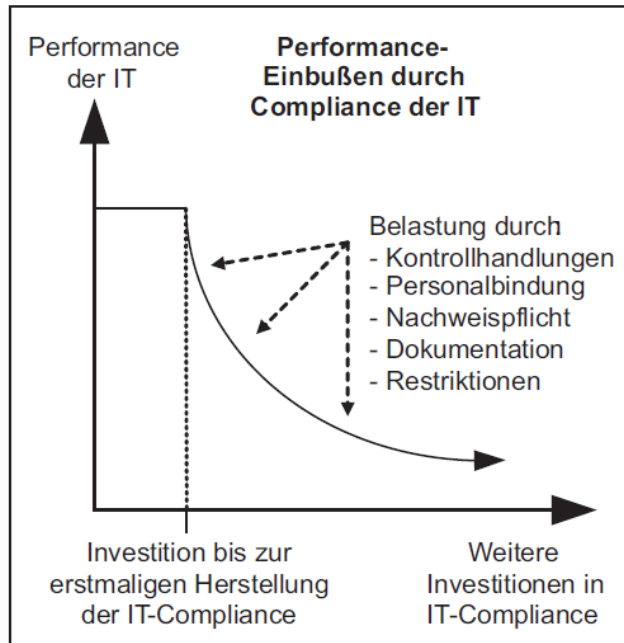 Performance
der IT
Performance-
Einbußen durch
Compliance der IT
Belastung durch
- Kontrollhandlungen
- Personalbindung
- Nachweispflicht
- Dokumentation
- Restriktionen
Investition bis zur
erstmaligen Herstellung
der IT-Compliance
Weitere
Investitionen in
IT-Compliance